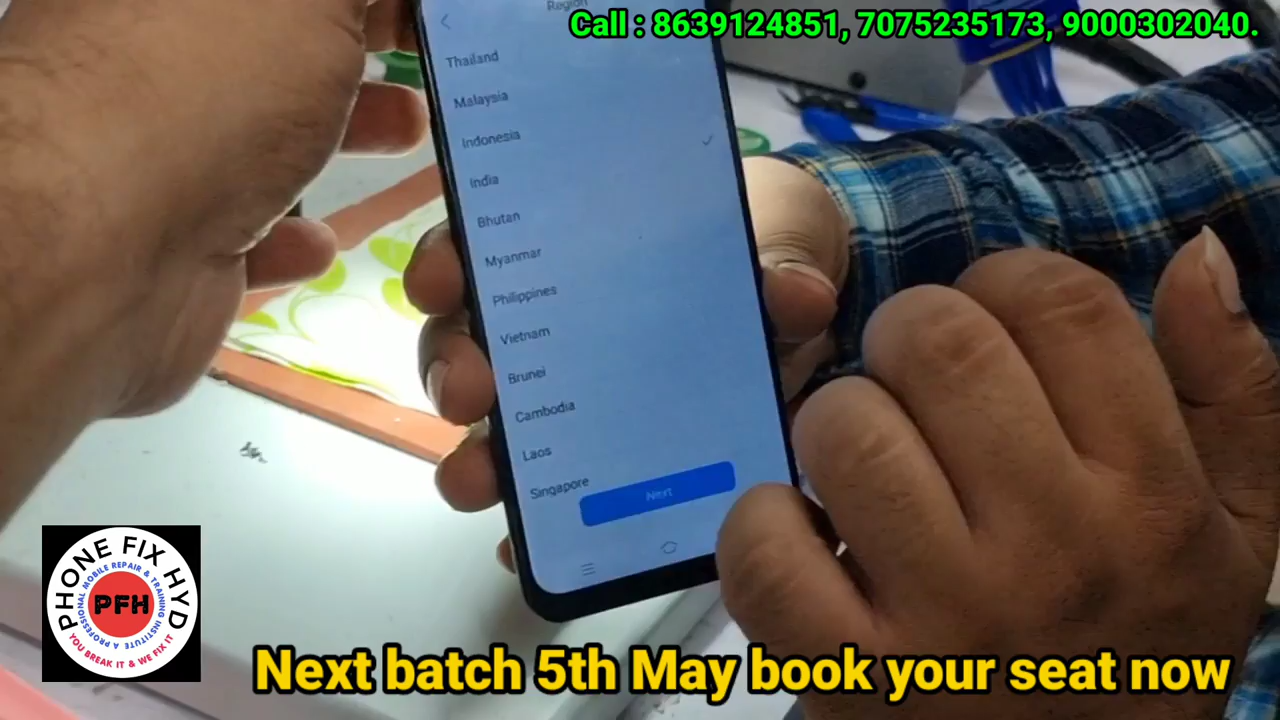 Call : 8639124851, 7075235173, 9000302040.
Region
Thailand
Malaysia
Indonesia
India
Bhutan
Myanmar
Philippines
Vietnam
Brunei
Cambodia
Laos
Singapore
Next
PHONE FIX HYD
A PROFESSIONAL MOBILE REPAIR & TRAINING INSTITUTE
PFH
YOU BREAK IT & WE FIX IT
Next batch 5th May book your seat now